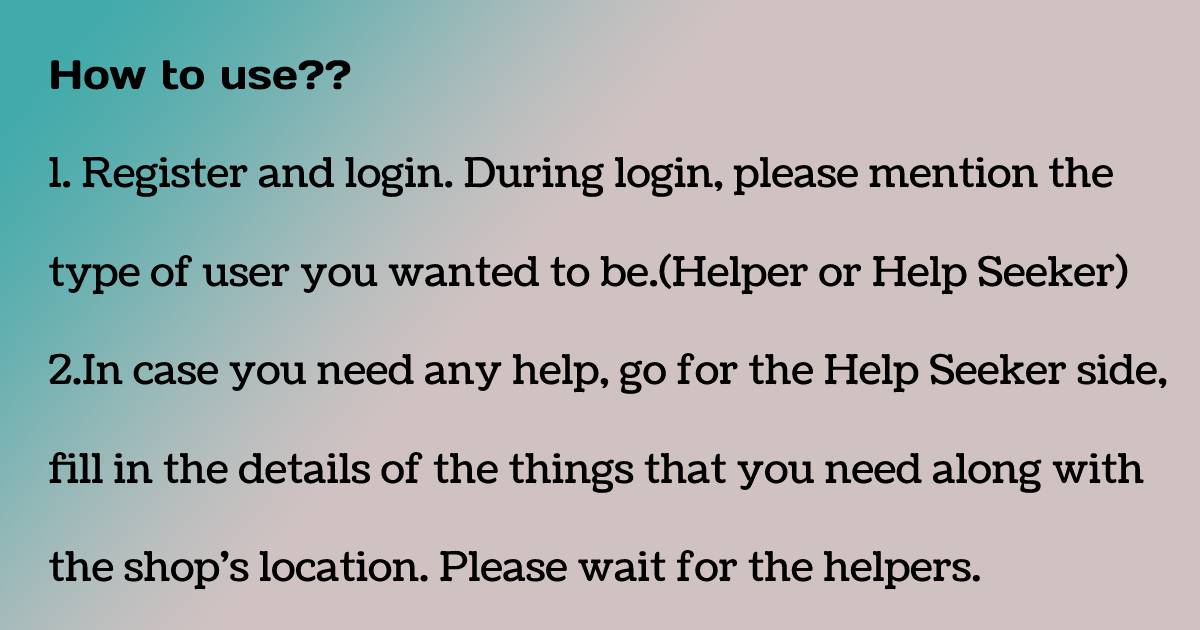 How to use??
1. Register and login. During login, please mention the
type of user you wanted to be.(Helper or Help Seeker)
2.In case you need any help, go for the Help Seeker side,
fill in the details of the things that you need along with
the shop’s location. Please wait for the helpers.